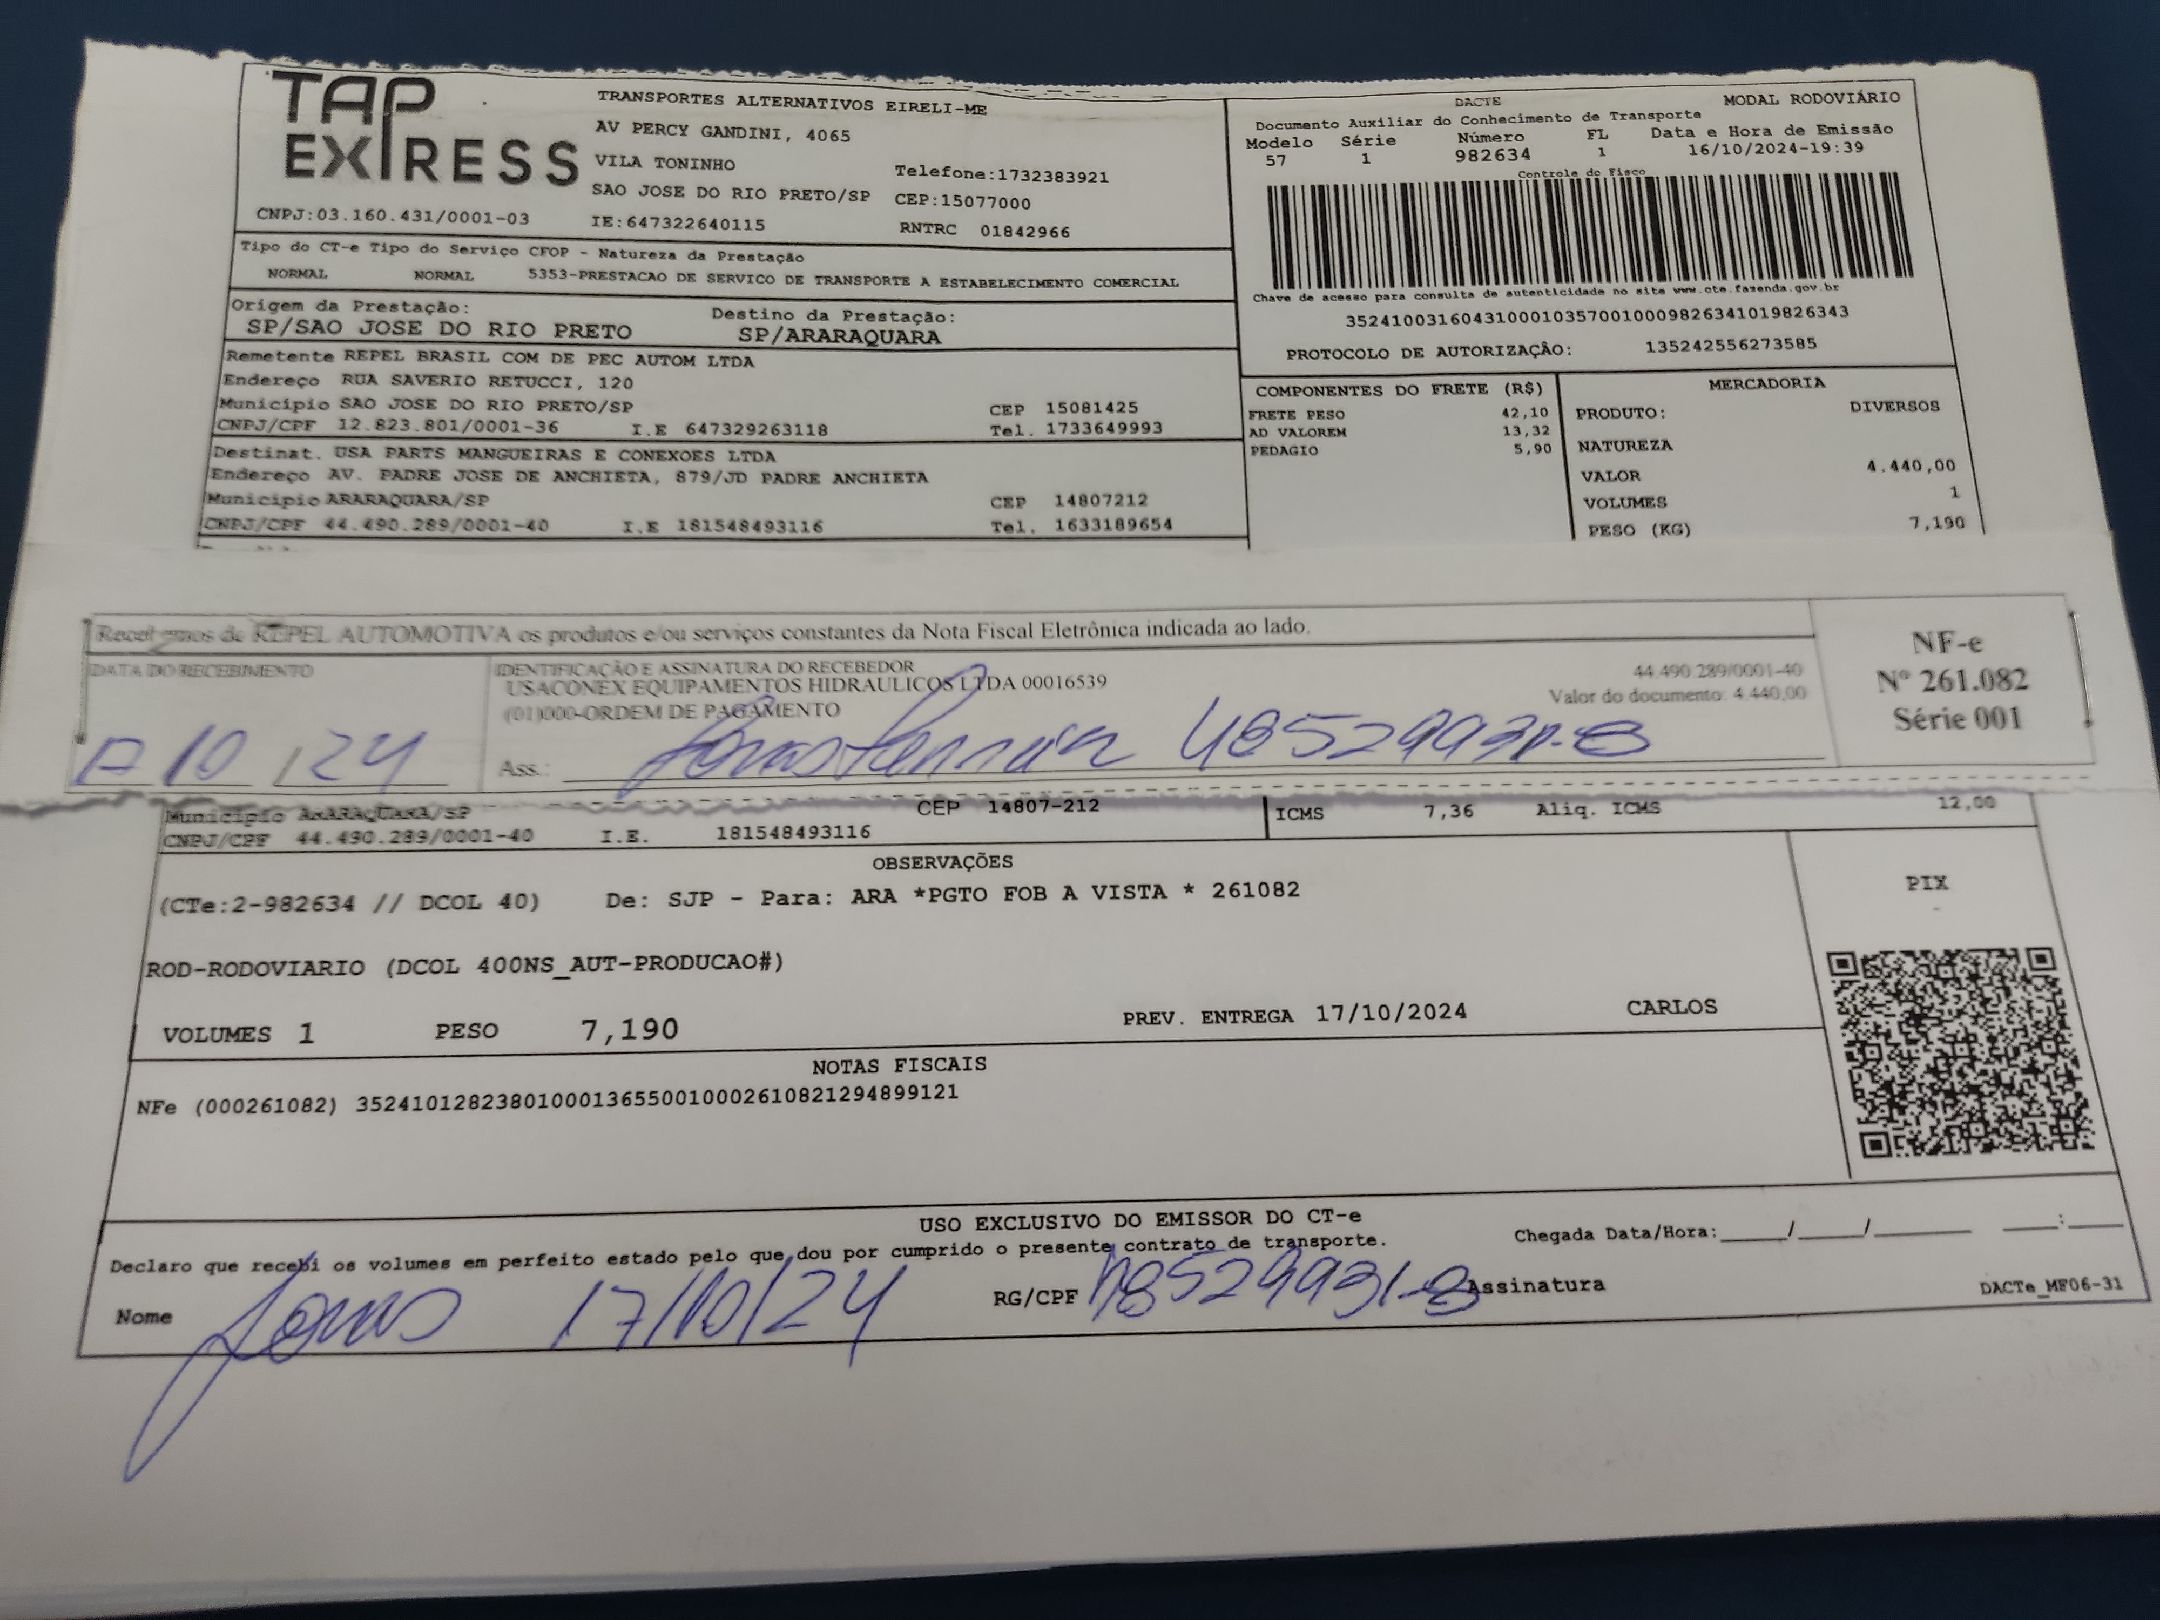 TAP EXPRESS
TRANSPORTES ALTERNATIVOS EIRELI-ME
AV PERCY GANDINI, 4065
VILA TONINHO Telefone:1732383921
SAO JOSE DO RIO PRETO/SP CEP:15077000
CNPJ:03.160.431/0001-03 IE:647322640115 RNTRC 01842966
DACTE MODAL RODOVIÁRIO
Documento Auxiliar do Conhecimento de Transporte
Modelo Série Número FL Data e Hora de Emissão
57 1 982634 1 16/10/2024-19:39
Controle do Fisco
Chave de acesso para consulta de autenticidade no site www.cte.fazenda.gov.br
35241003160431000103570010009826341019826343
PROTOCOLO DE AUTORIZAÇÃO: 135242556273585
Tipo do CT-e Tipo do Serviço CFOP - Natureza da Prestação
NORMAL NORMAL 5353-PRESTACAO DE SERVICO DE TRANSPORTE A ESTABELECIMENTO COMERCIAL
Origem da Prestação: Destino da Prestação:
SP/SAO JOSE DO RIO PRETO SP/ARARAQUARA
Remetente REPEL BRASIL COM DE PEC AUTOM LTDA
Endereço RUA SAVERIO RETUCCI, 120
Município SAO JOSE DO RIO PRETO/SP CEP 15081425
CNPJ/CPF 12.823.801/0001-36 I.E 647329263118 Tel. 1733649993
Destinat. USA PARTS MANGUEIRAS E CONEXOES LTDA
Endereço AV. PADRE JOSE DE ANCHIETA, 879/JD PADRE ANCHIETA
Município ARARAQUARA/SP CEP 14807212
CNPJ/CPF 44.490.289/0001-40 I.E 181548493116 Tel. 1633189654
COMPONENTES DO FRETE (R$)
FRETE PESO 42,10
AD VALOREM 13,32
PEDAGIO 5,90
MERCADORIA
PRODUTO: DIVERSOS
NATUREZA
VALOR 4.440,00
VOLUMES 1
PESO (KG) 7,190
Recebemos de REPEL AUTOMOTIVA os produtos e/ou serviços constantes da Nota Fiscal Eletrônica indicada ao lado.
DATA DO RECEBIMENTO
17 10 / 24
IDENTIFICAÇÃO E ASSINATURA DO RECEBEDOR
USACONEX EQUIPAMENTOS HIDRAULICOS LTDA 00016539 44.490.289/0001-40
(01)000-ORDEM DE PAGAMENTO Valor do documento: 4.440,00
Ass.: 48529931-8
NF-e
Nº 261.082
Série 001
Município ARARAQUARA/SP CEP 14807-212
CNPJ/CPF 44.490.289/0001-40 I.E. 181548493116
ICMS 7,36 Aliq. ICMS 12,00
OBSERVAÇÕES
(CTe:2-982634 // DCOL 40) De: SJP - Para: ARA *PGTO FOB A VISTA * 261082
ROD-RODOVIARIO (DCOL 400NS_AUT-PRODUCAO#)
VOLUMES 1 PESO 7,190 PREV. ENTREGA 17/10/2024 CARLOS
PIX
-
NOTAS FISCAIS
NFe (000261082) 35241012823801000136550010002610821294899121
USO EXCLUSIVO DO EMISSOR DO CT-e
Declaro que recebi os volumes em perfeito estado pelo que dou por cumprido o presente contrato de transporte.
Chegada Data/Hora:_____/_____/________ ____:____
Nome Jonas 17/10/24 RG/CPF 48529931-8 Assinatura
DACTe_MF06-31